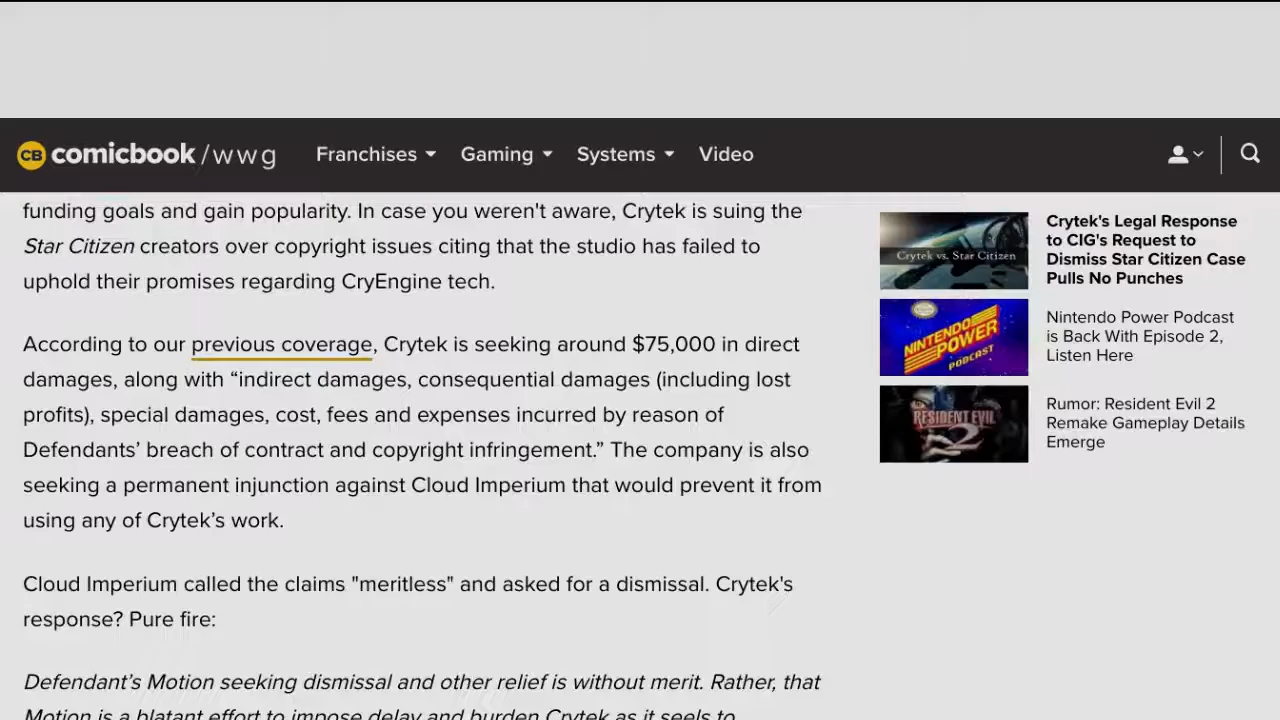 CB comicbook/wwg Franchises Gaming Systems Video
funding goals and gain popularity. In case you weren't aware, Crytek is suing the
Star Citizen creators over copyright issues citing that the studio has failed to
uphold their promises regarding CryEngine tech.
According to our previous coverage, Crytek is seeking around $75,000 in direct
damages, along with “indirect damages, consequential damages (including lost
profits), special damages, cost, fees and expenses incurred by reason of
Defendants’ breach of contract and copyright infringement.” The company is also
seeking a permanent injunction against Cloud Imperium that would prevent it from
using any of Crytek’s work.
Cloud Imperium called the claims "meritless" and asked for a dismissal. Crytek's
response? Pure fire:
Defendant’s Motion seeking dismissal and other relief is without merit. Rather, that
Motion is a blatant effort to impose delay and burden Crytek as it seels to
Crytek vs. Star Citizen
Crytek's Legal Response
to CIG's Request to
Dismiss Star Citizen Case
Pulls No Punches
NINTENDO
POWER
PODCAST
Nintendo Power Podcast
is Back With Episode 2,
Listen Here
RESIDENT EVIL
2
Rumor: Resident Evil 2
Remake Gameplay Details
Emerge